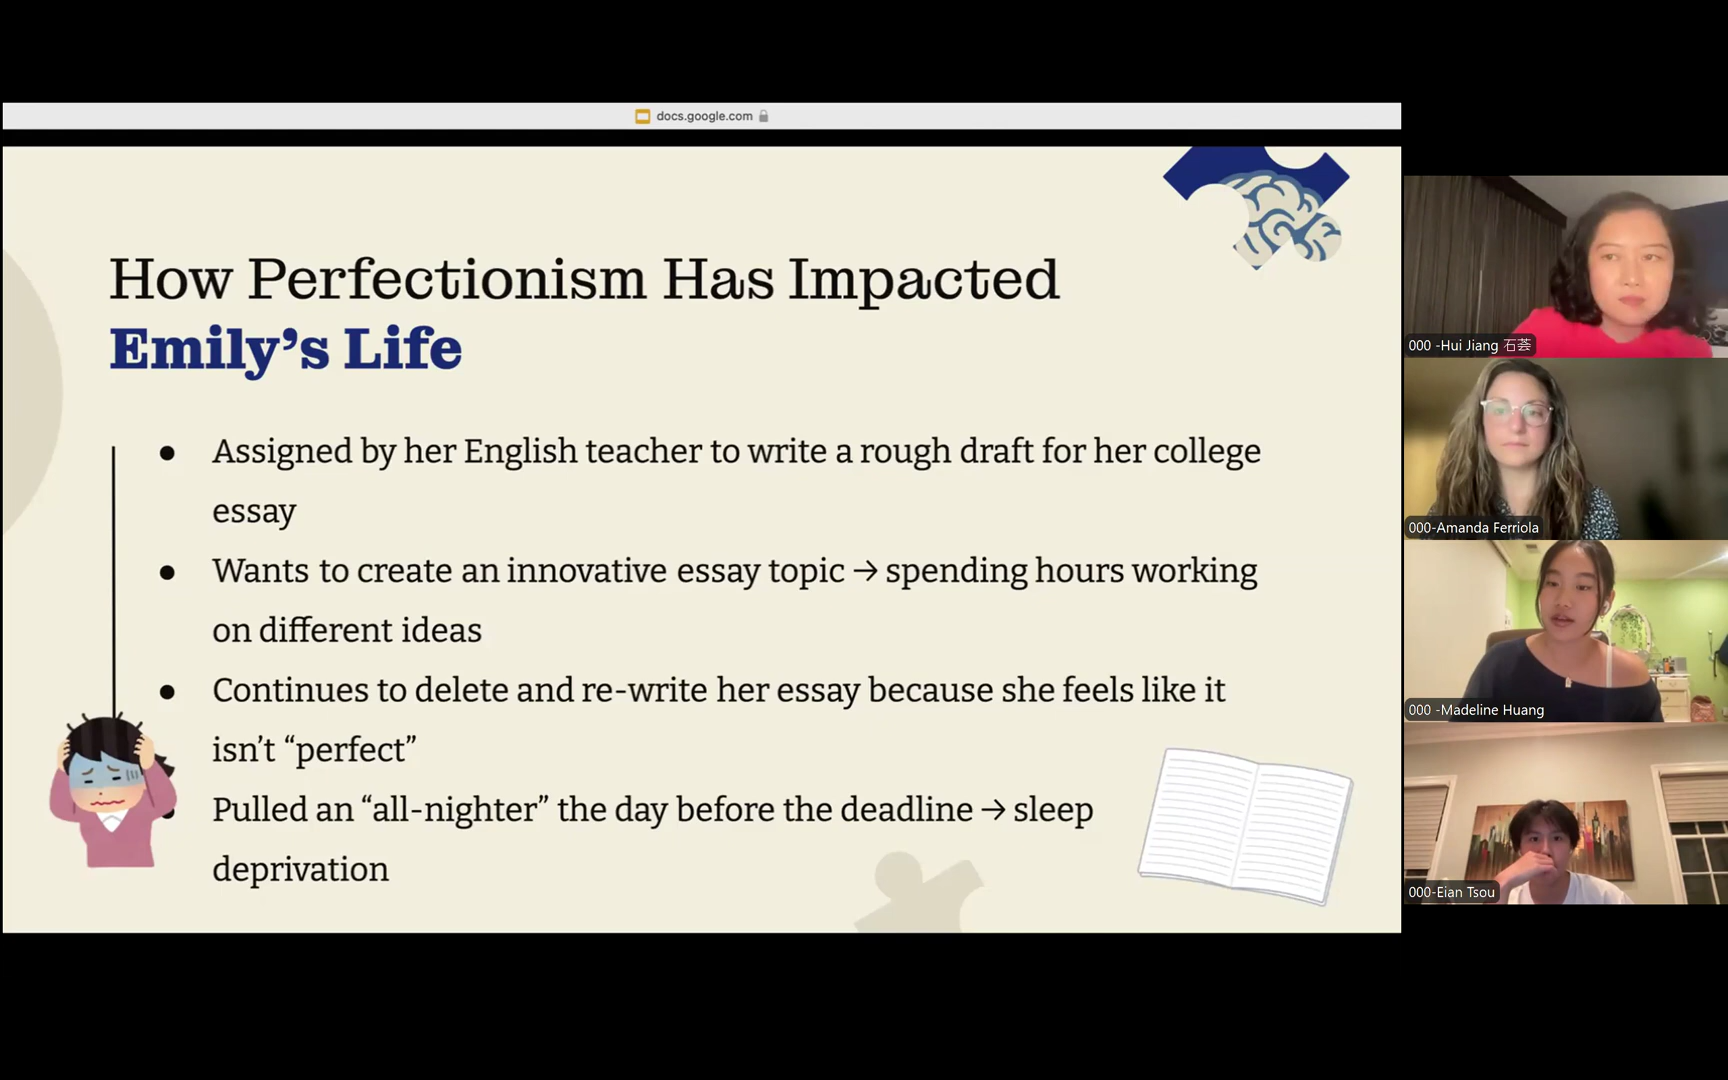 docs.google.com
How Perfectionism Has Impacted
Emily’s Life
● Assigned by her English teacher to write a rough draft for her college
essay
● Wants to create an innovative essay topic → spending hours working
on different ideas
● Continues to delete and re-write her essay because she feels like it
isn’t “perfect”
Pulled an “all-nighter” the day before the deadline → sleep
deprivation
000 -Hui Jiang 石荟
000-Amanda Ferriola
000 -Madeline Huang
000-Eian Tsou